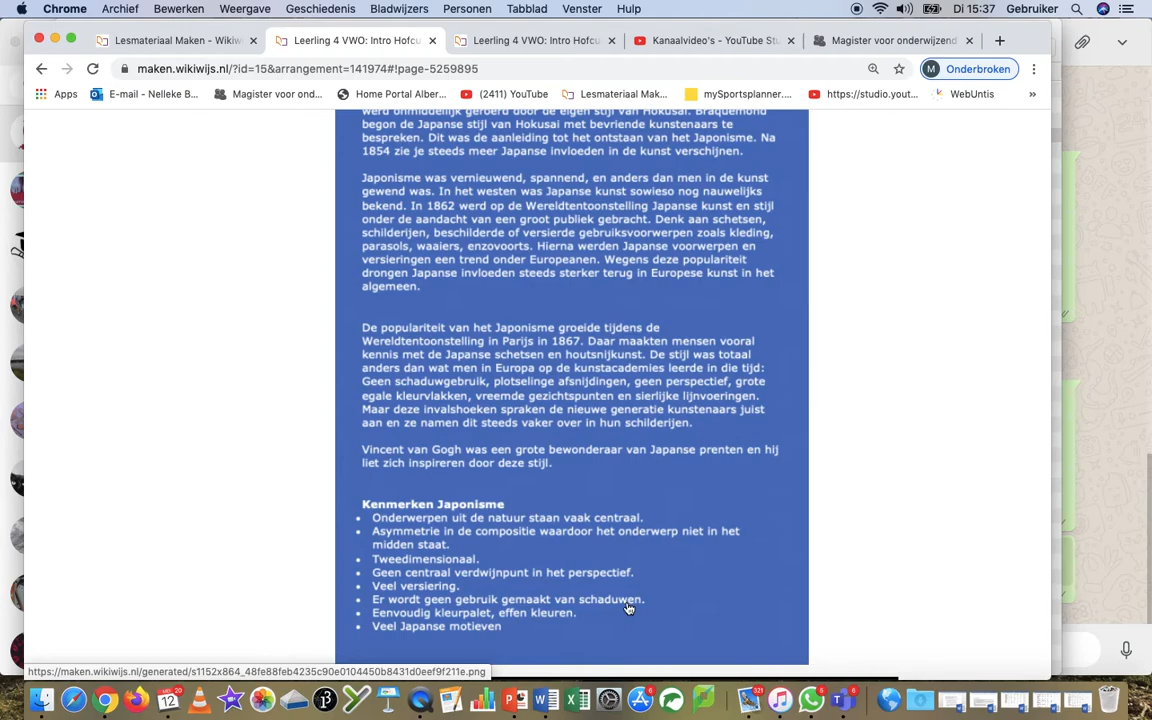 Chrome Archief Bewerken Weergave Geschiedenis Bladwijzers Personen Tabblad Venster Help Di 15:37 Gebruiker
Lesmateriaal Maken - Wikiw
Leerling 4 VWO: Intro Hofcu
Leerling 4 VWO: Intro Hofcu
Kanaalvideo's - YouTube Stu
Magister voor onderwijzend
maken.wikiwijs.nl/?id=15&arrangement=141974#!page-5259895
M Onderbroken
Apps E-mail - Nelleke B... Magister voor ond... Home Portal Alber... (2411) YouTube Lesmateriaal Mak... mySportsplanner.... https://studio.yout... WebUntis »
werd onmiddellijk geroerd door de eigen stijl van Hokusai. Braquemond
begon de Japanse stijl van Hokusai met bevriende kunstenaars te
bespreken. Dit was de aanleiding tot het ontstaan van het Japonisme. Na
1854 zie je steeds meer Japanse invloeden in de kunst verschijnen.
Japonisme was vernieuwend, spannend, en anders dan men in de kunst
gewend was. In het westen was Japanse kunst sowieso nog nauwelijks
bekend. In 1862 werd op de Wereldtentoonstelling Japanse kunst en stijl
onder de aandacht van een groot publiek gebracht. Denk aan schetsen,
schilderijen, beschilderde of versierde gebruiksvoorwerpen zoals kleding,
parasols, waaiers, enzovoorts. Hierna werden Japanse voorwerpen en
versieringen een trend onder Europeanen. Wegens deze populariteit
drongen Japanse invloeden steeds sterker terug in Europese kunst in het
algemeen.
De populariteit van het Japonisme groeide tijdens de
Wereldtentoonstelling in Parijs in 1867. Daar maakten mensen vooral
kennis met de Japanse schetsen en houtsnijkunst. De stijl was totaal
anders dan wat men in Europa op de kunstacademies leerde in die tijd:
Geen schaduwgebruik, plotselinge afsnijdingen, geen perspectief, grote
egale kleurvlakken, vreemde gezichtspunten en sierlijke lijnvoeringen.
Maar deze invalshoeken spraken de nieuwe generatie kunstenaars juist
aan en ze namen dit steeds vaker over in hun schilderijen.
Vincent van Gogh was een grote bewonderaar van Japanse prenten en hij
liet zich inspireren door deze stijl.
Kenmerken Japonisme
• Onderwerpen uit de natuur staan vaak centraal.
• Asymmetrie in de compositie waardoor het onderwerp niet in het
midden staat.
• Tweedimensionaal.
• Geen centraal verdwijnpunt in het perspectief.
• Veel versiering.
• Er wordt geen gebruik gemaakt van schaduwen.
• Eenvoudig kleurpalet, effen kleuren.
• Veel Japanse motieven
https://maken.wikiwijs.nl/generated/s1152x864_48fe88feb4235c90e0104450b8431d0eef9f211e.png